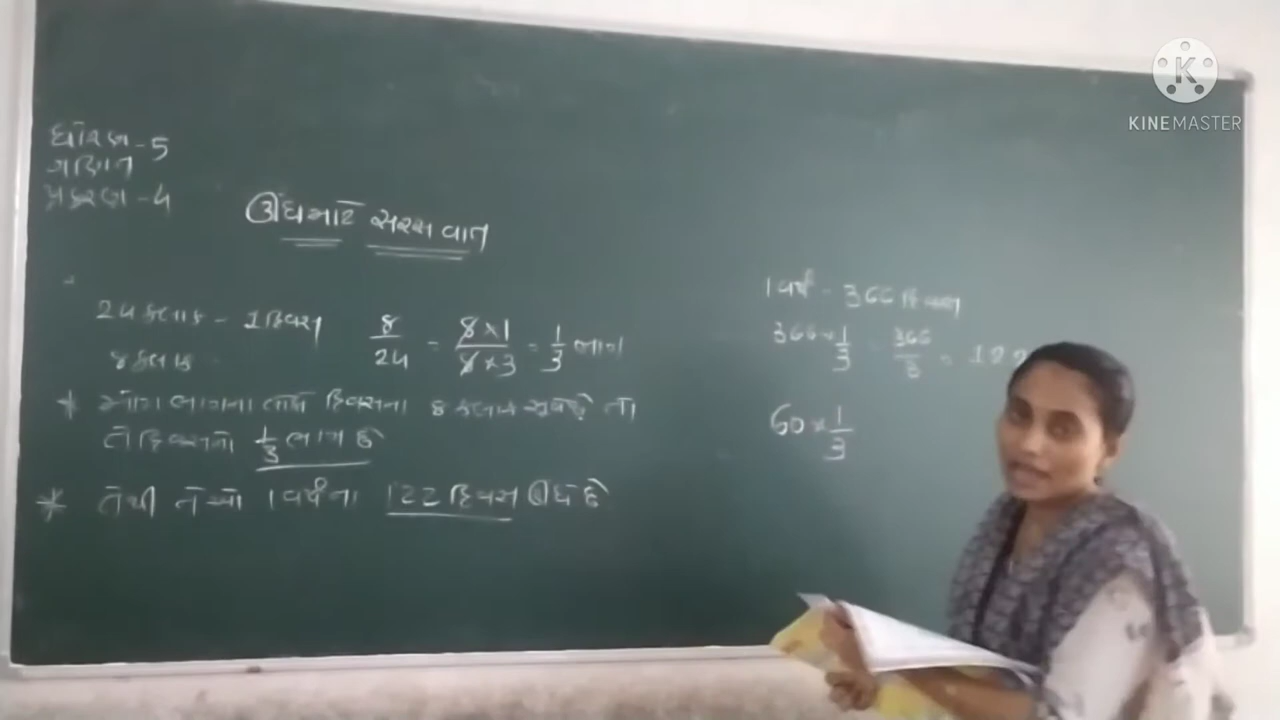 ધોરણ - 5
ગણિત
પ્રકરણ - 4
ઊંઘ માટે સરસ વાત
24 કલાક - 1 દિવસ
8 કલાક
8/24 = 8×1/8×3 = 1/3 ભાગ
* મોટા ભાગના લોકો દિવસના 8 કલાક સુવે છે તો
તે દિવસનો 1/3 ભાગ છે
* તેથી તેઓ 1 વર્ષના 122 દિવસ ઊંઘે છે
1 વર્ષ - 366 દિવસ
366 × 1/3 = 366/3 = 122
60 × 1/3
K
KINEMASTER